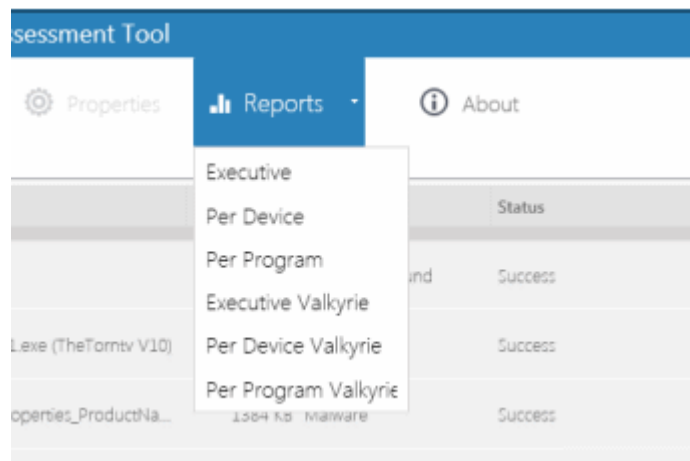 ssessment Tool
Properties
Reports
About
Executive
Per Device
Per Program
Executive Valkyrie
Per Device Valkyrie
Per Program Valkyrie
Status
und
Success
1.exe (TheTorntv V10)
Success
operties_ProductNa...
1384 KB Malware
Success